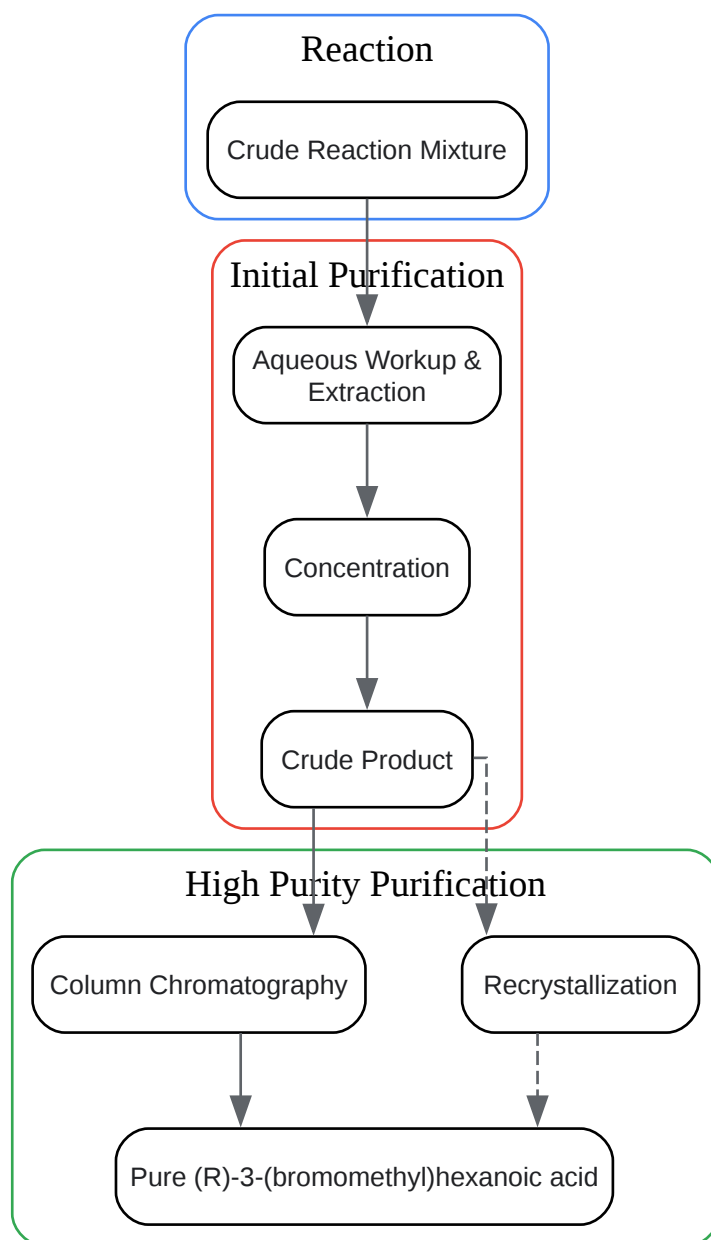 Reaction
Crude Reaction Mixture
Initial Purification
Aqueous Workup &
Extraction
Concentration
Crude Product
High Purity Purification
Column Chromatography
Recrystallization
Pure (R)-3-(bromomethyl)hexanoic acid